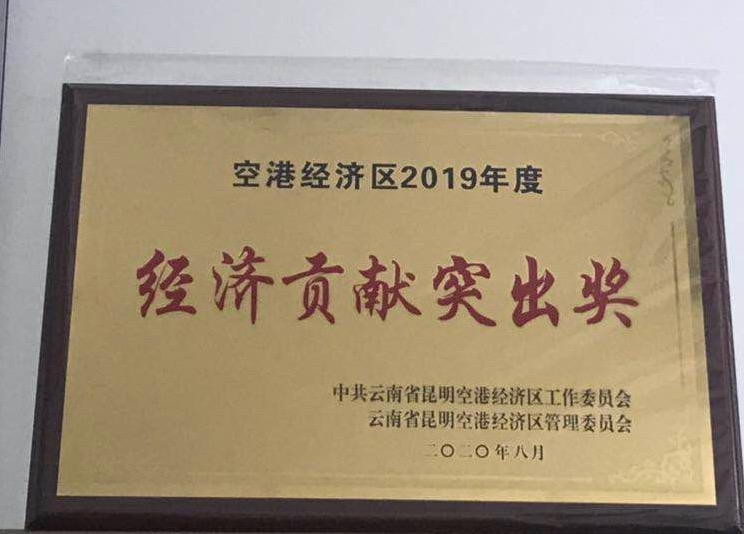 空港经济区2019年度
经济贡献突出奖
中共云南省昆明空港经济区工作委员会
云南省昆明空港经济区管理委员会
二〇二〇年八月